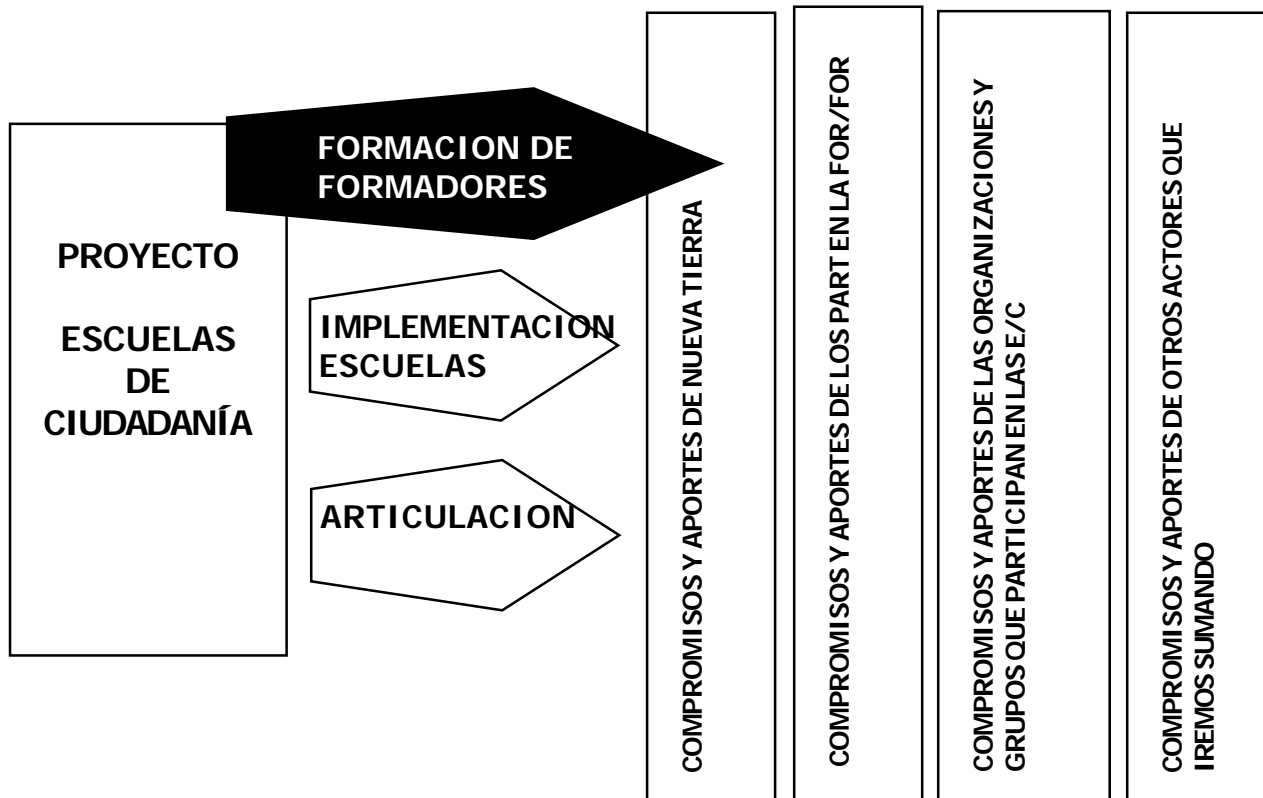 PROYECTO
ESCUELAS
DE
CIUDADANÍA
FORMACION DE
FORMADORES
IMPLEMENTACION
ESCUELAS
ARTICULACION
COMPROMISOS Y APORTES DE NUEVA TIERRA
COMPROMISOS Y APORTES DE LOS PART EN LA FOR/FOR
COMPROMISOS Y APORTES DE LAS ORGANIZACIONES Y
GRUPOS QUE PARTICIPAN EN LAS E/C
COMPROMISOS Y APORTES DE OTROS ACTORES QUE
IREMOS SUMANDO